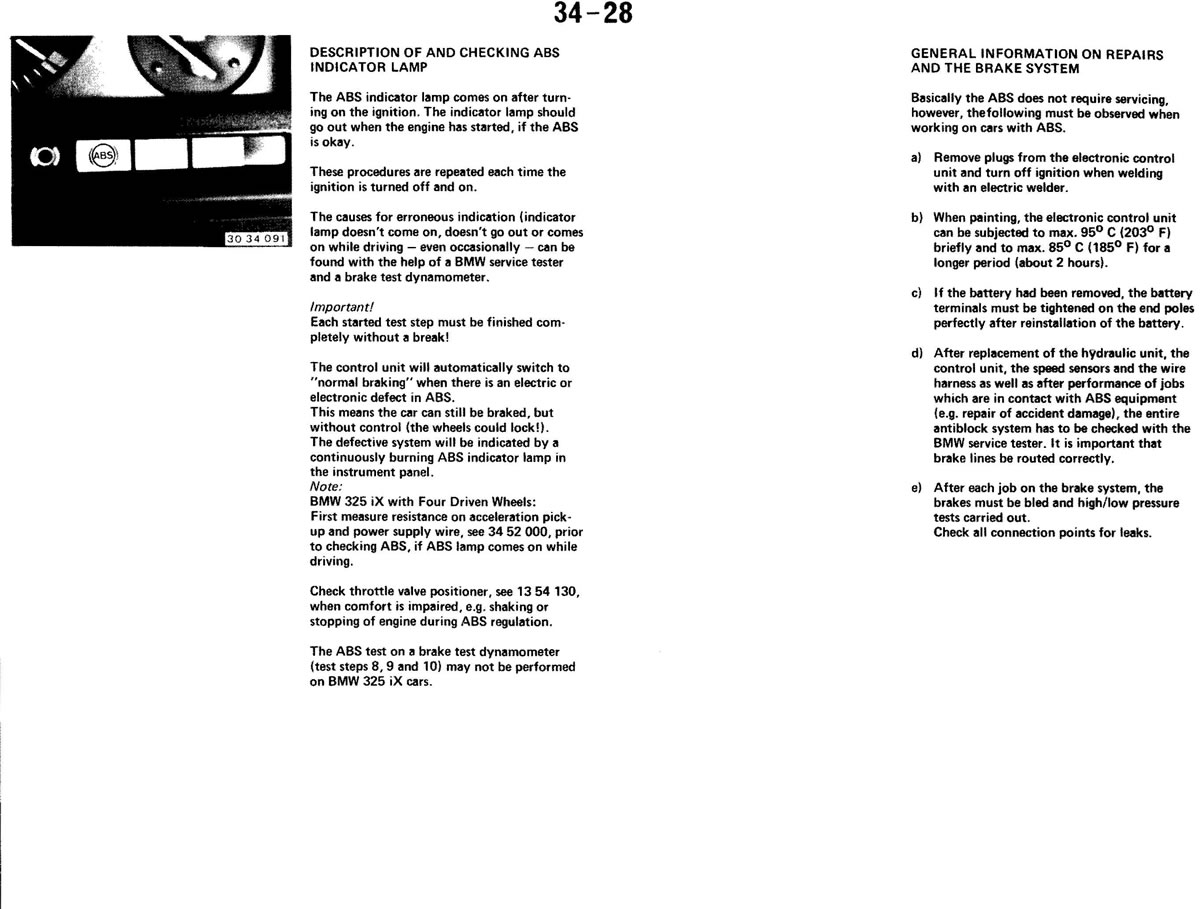 34-28
(ABS)
30 34 091
DESCRIPTION OF AND CHECKING ABS
INDICATOR LAMP
The ABS indicator lamp comes on after turn-
ing on the ignition. The indicator lamp should
go out when the engine has started, if the ABS
is okay.
These procedures are repeated each time the
ignition is turned off and on.
The causes for erroneous indication (indicator
lamp doesn't come on, doesn't go out or comes
on while driving — even occasionally — can be
found with the help of a BMW service tester
and a brake test dynamometer.
Important!
Each started test step must be finished com-
pletely without a break!
The control unit will automatically switch to
"normal braking" when there is an electric or
electronic defect in ABS.
This means the car can still be braked, but
without control (the wheels could lock!).
The defective system will be indicated by a
continuously burning ABS indicator lamp in
the instrument panel.
Note:
BMW 325 iX with Four Driven Wheels:
First measure resistance on acceleration pick-
up and power supply wire, see 34 52 000, prior
to checking ABS, if ABS lamp comes on while
driving.
Check throttle valve positioner, see 13 54 130,
when comfort is impaired, e.g. shaking or
stopping of engine during ABS regulation.
The ABS test on a brake test dynamometer
(test steps 8, 9 and 10) may not be performed
on BMW 325 iX cars.
GENERAL INFORMATION ON REPAIRS
AND THE BRAKE SYSTEM
Basically the ABS does not require servicing,
however, thefollowing must be observed when
working on cars with ABS.
a) Remove plugs from the electronic control
unit and turn off ignition when welding
with an electric welder.
b) When painting, the electronic control unit
can be subjected to max. 95° C (203° F)
briefly and to max. 85° C (185° F) for a
longer period (about 2 hours).
c) If the battery had been removed, the battery
terminals must be tightened on the end poles
perfectly after reinstallation of the battery.
d) After replacement of the hydraulic unit, the
control unit, the speed sensors and the wire
harness as well as after performance of jobs
which are in contact with ABS equipment
(e.g. repair of accident damage), the entire
antiblock system has to be checked with the
BMW service tester. It is important that
brake lines be routed correctly.
e) After each job on the brake system, the
brakes must be bled and high/low pressure
tests carried out.
Check all connection points for leaks.